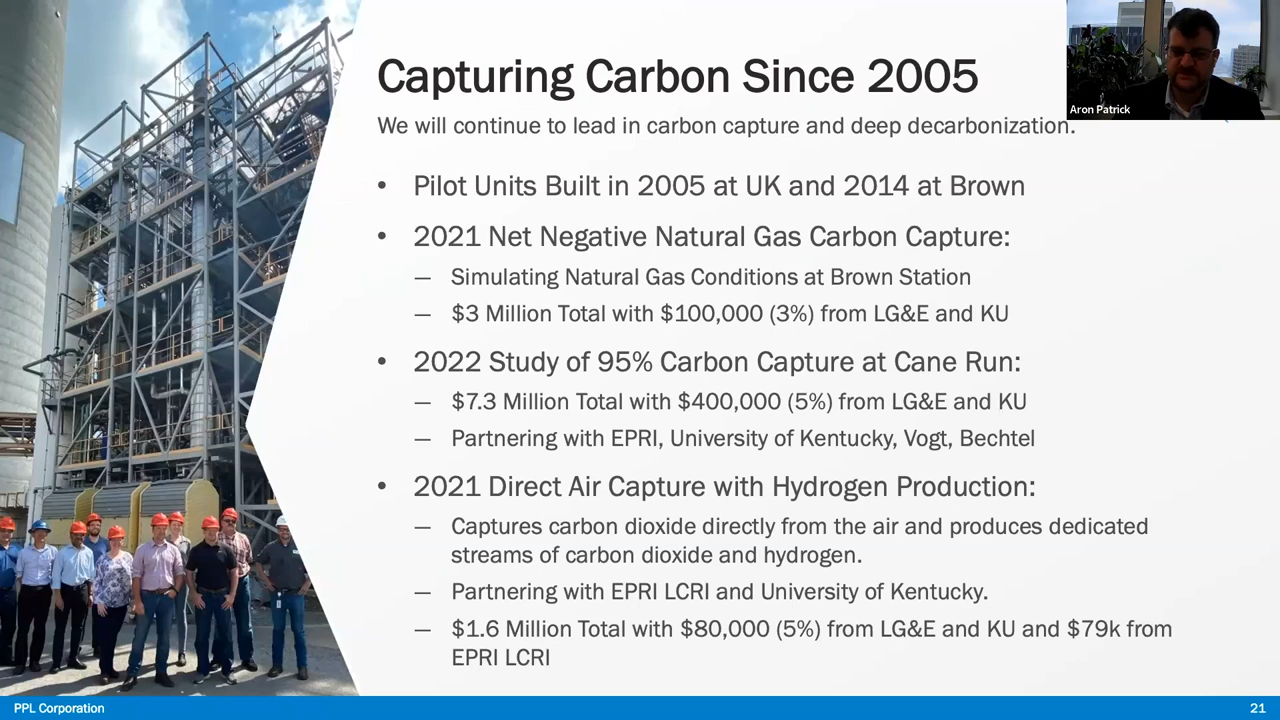 Capturing Carbon Since 2005
Aron Patrick
We will continue to lead in carbon capture and deep decarbonization.
• Pilot Units Built in 2005 at UK and 2014 at Brown
• 2021 Net Negative Natural Gas Carbon Capture:
— Simulating Natural Gas Conditions at Brown Station
— $3 Million Total with $100,000 (3%) from LG&E and KU
• 2022 Study of 95% Carbon Capture at Cane Run:
— $7.3 Million Total with $400,000 (5%) from LG&E and KU
— Partnering with EPRI, University of Kentucky, Vogt, Bechtel
• 2021 Direct Air Capture with Hydrogen Production:
— Captures carbon dioxide directly from the air and produces dedicated
streams of carbon dioxide and hydrogen.
— Partnering with EPRI LCRI and University of Kentucky.
— $1.6 Million Total with $80,000 (5%) from LG&E and KU and $79k from
EPRI LCRI
PPL Corporation
21